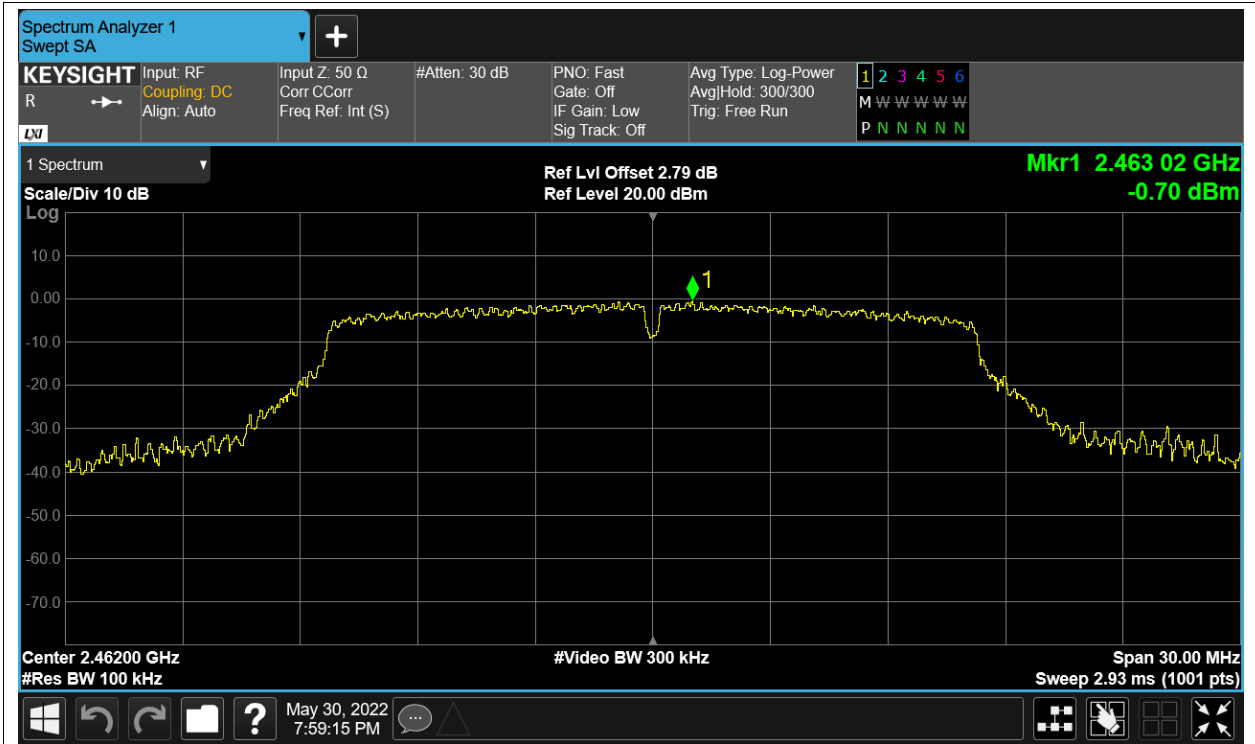 Spectrum Analyzer 1
Swept SA
KEYSIGHT
R
LXI
Input: RF
Coupling: DC
Align: Auto
Input Z: 50 Ω
Corr CCorr
Freq Ref: Int (S)
#Atten: 30 dB
PNO: Fast
Gate: Off
IF Gain: Low
Sig Track: Off
Avg Type: Log-Power
Avg|Hold: 300/300
Trig: Free Run
1 2 3 4 5 6
M W W W W W
P N N N N N
1 Spectrum
Scale/Div 10 dB
Log
Ref Lvl Offset 2.79 dB
Ref Level 20.00 dBm
Mkr1 2.463 02 GHz
-0.70 dBm
10.0
0.00
-10.0
-20.0
-30.0
-40.0
-50.0
-60.0
-70.0
1
Center 2.46200 GHz
#Res BW 100 kHz
#Video BW 300 kHz
Span 30.00 MHz
Sweep 2.93 ms (1001 pts)
?
May 30, 2022
7:59:15 PM